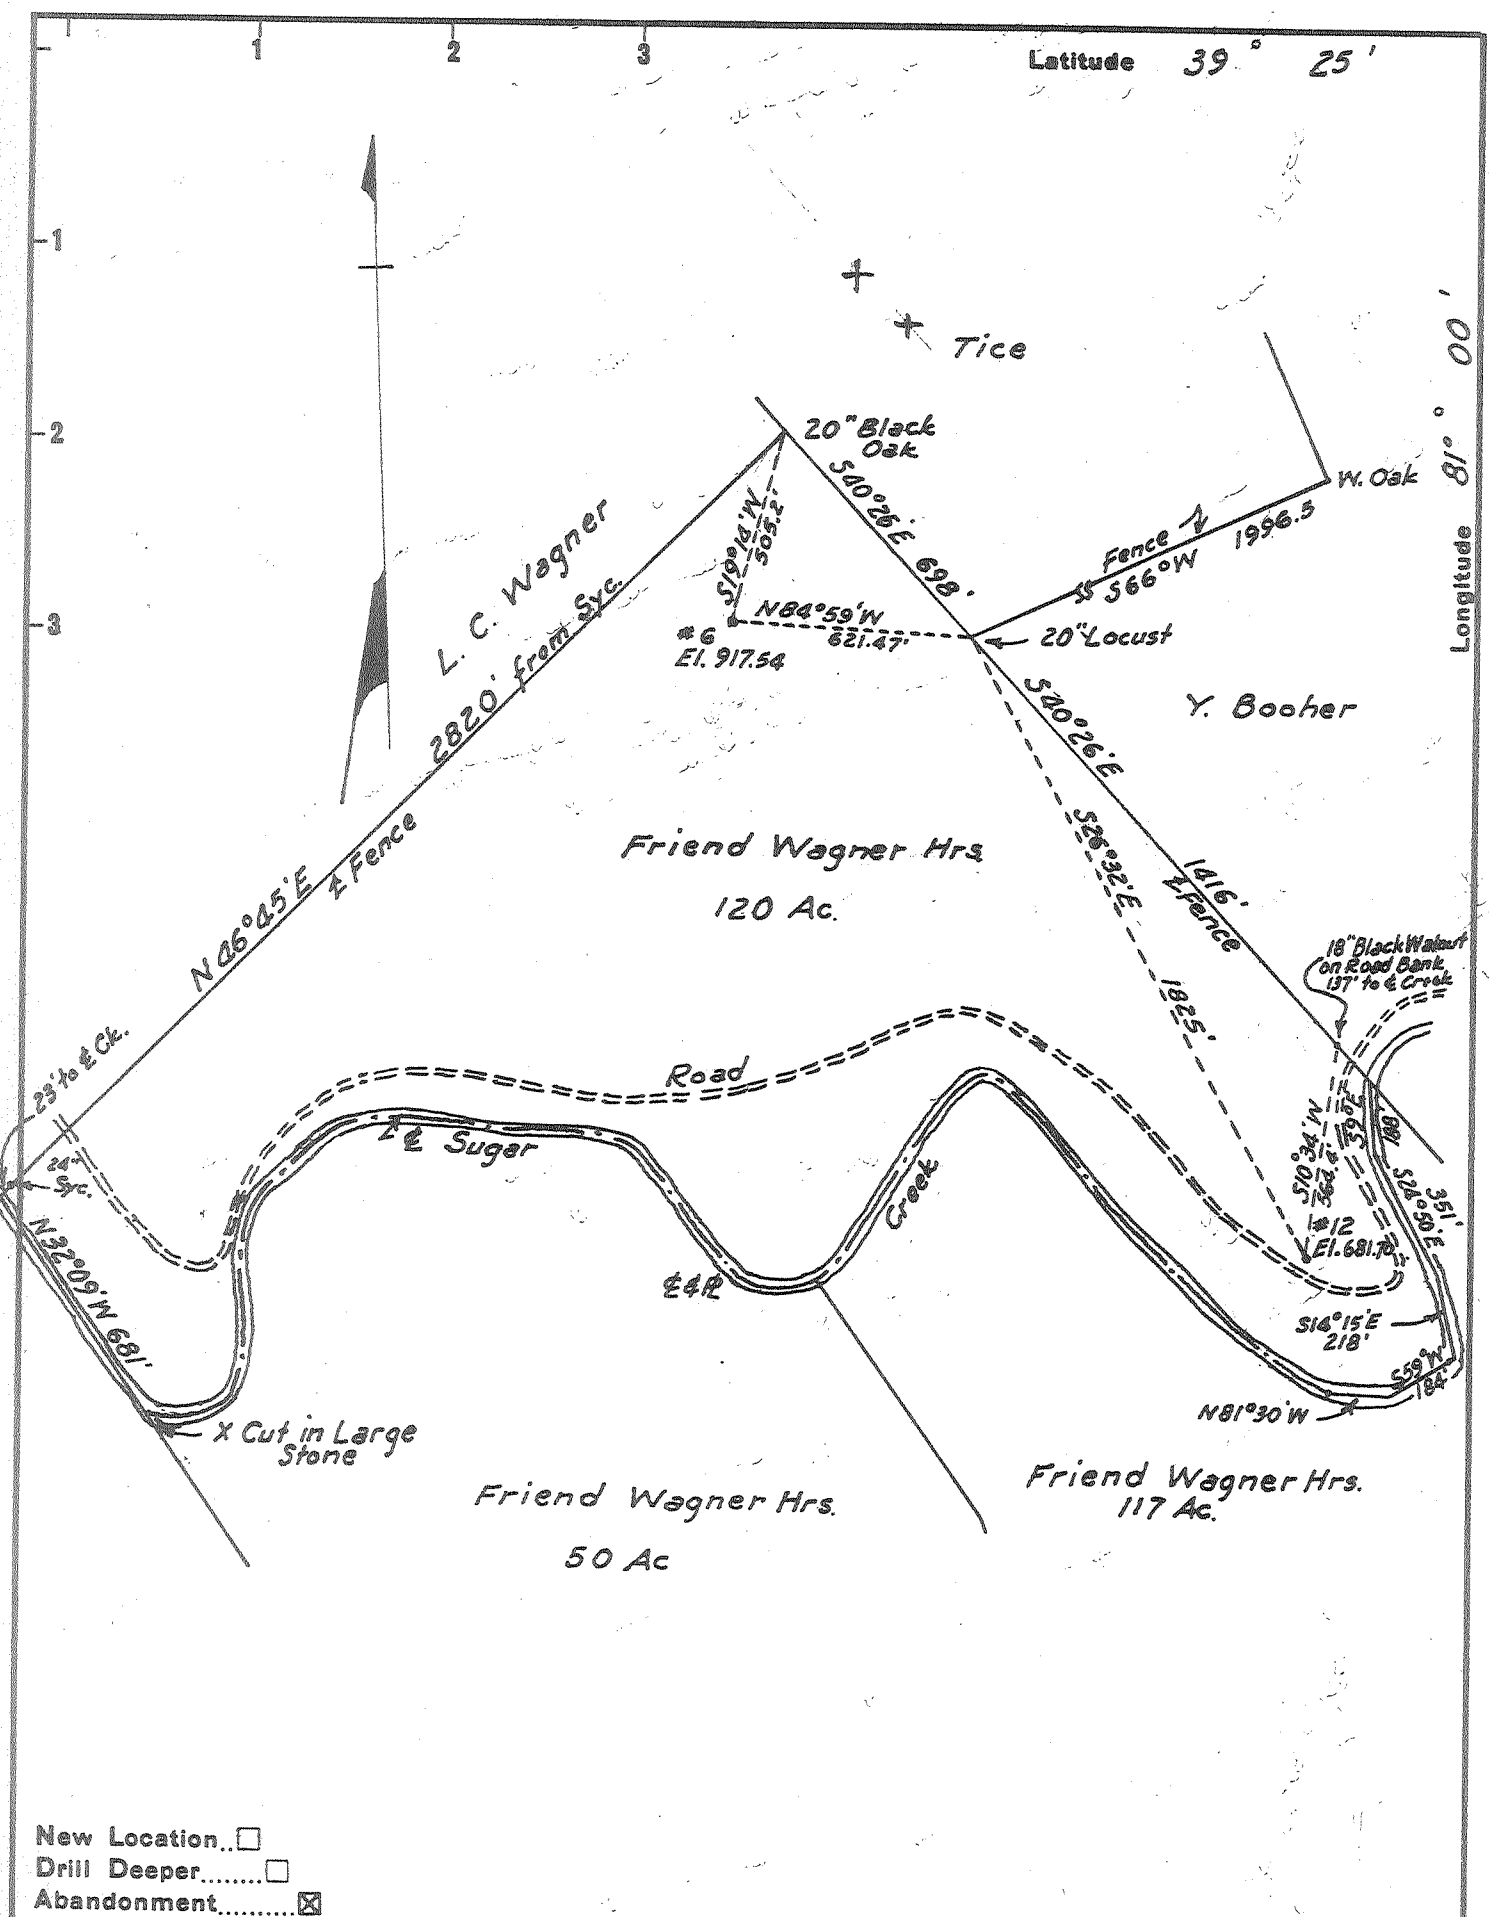 1 2 3
Latitude 39° 25'
1
2
3
Longitude 81° 00'
Tice
20" Black
Oak
S40°26'E 698'
W. Oak
Fence
S66°W 1996.5
S19°14'W
505.2'
N84°59'W
621.47'
#6
El. 917.54
20" Locust
L. C. Wagner
2820' from Syc.
N46°45'E
℄ Fence
Y. Booher
S40°26'E
1416'
℄ Fence
S26°32'E
1825'
Friend Wagner Hrs.
120 Ac.
18" Black Walnut
on Road Bank
137' to ℄ Creek
23' to ℄ Ck.
24"
Syc.
Road
℄ Sugar
Creek
S10°34'W
564.4'
S9°E
188'
S24°50'E
351'
#12
El. 681.70
N32°09'W 681'
℄ & ⅊
S14°15'E
218'
S59°W
184'
N81°30'W
X Cut in Large
Stone
Friend Wagner Hrs.
50 Ac
Friend Wagner Hrs.
117 Ac.
New Location..☐
Drill Deeper........☐
Abandonment..........☒